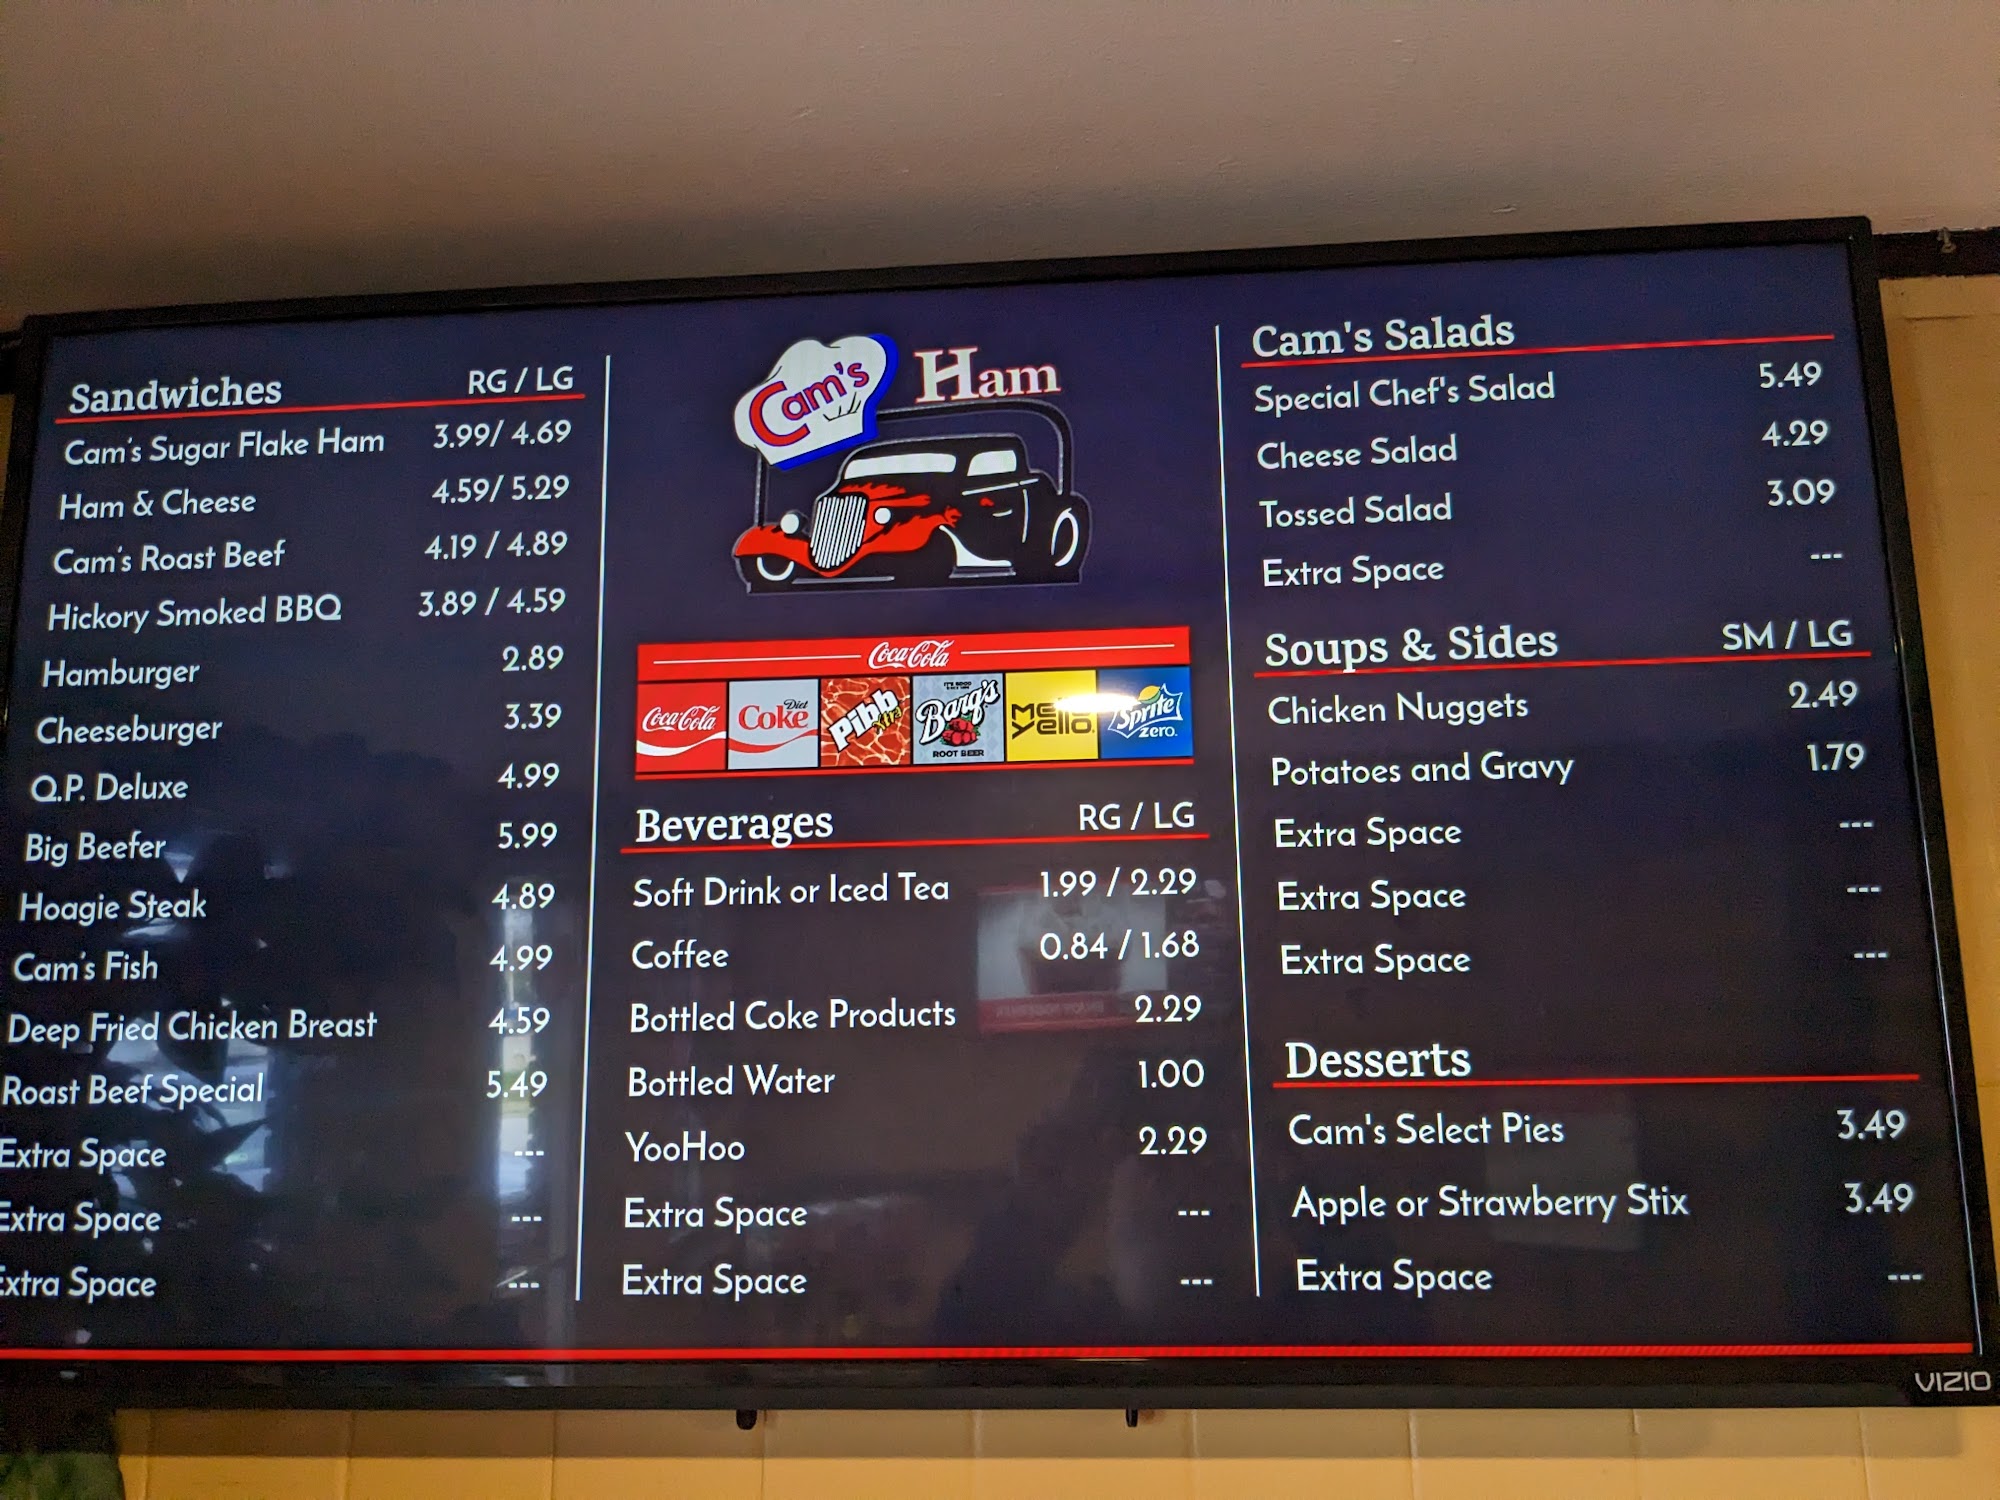 Sandwiches RG / LG
Cam's Sugar Flake Ham 3.99/ 4.69
Ham & Cheese 4.59/ 5.29
Cam's Roast Beef 4.19 / 4.89
Hickory Smoked BBQ 3.89 / 4.59
Hamburger 2.89
Cheeseburger 3.39
Q.P. Deluxe 4.99
Big Beefer 5.99
Hoagie Steak 4.89
Cam's Fish 4.99
Deep Fried Chicken Breast 4.59
Roast Beef Special 5.49
Extra Space ---
Extra Space ---
Extra Space ---
Cam's Ham
Coca-Cola
Coca-Cola
Diet
Coke
Pibb
Xtra
IT'S GOOD
Barq's
ROOT BEER
Mello
Yello
Sprite
zero.
Beverages RG / LG
Soft Drink or Iced Tea 1.99 / 2.29
Coffee 0.84 / 1.68
Bottled Coke Products 2.29
Bottled Water 1.00
YooHoo 2.29
Extra Space ---
Extra Space ---
Cam's Salads
Special Chef's Salad 5.49
Cheese Salad 4.29
Tossed Salad 3.09
Extra Space ---
Soups & Sides SM / LG
Chicken Nuggets 2.49
Potatoes and Gravy 1.79
Extra Space ---
Extra Space ---
Extra Space ---
Desserts
Cam's Select Pies 3.49
Apple or Strawberry Stix 3.49
Extra Space ---
VIZIO